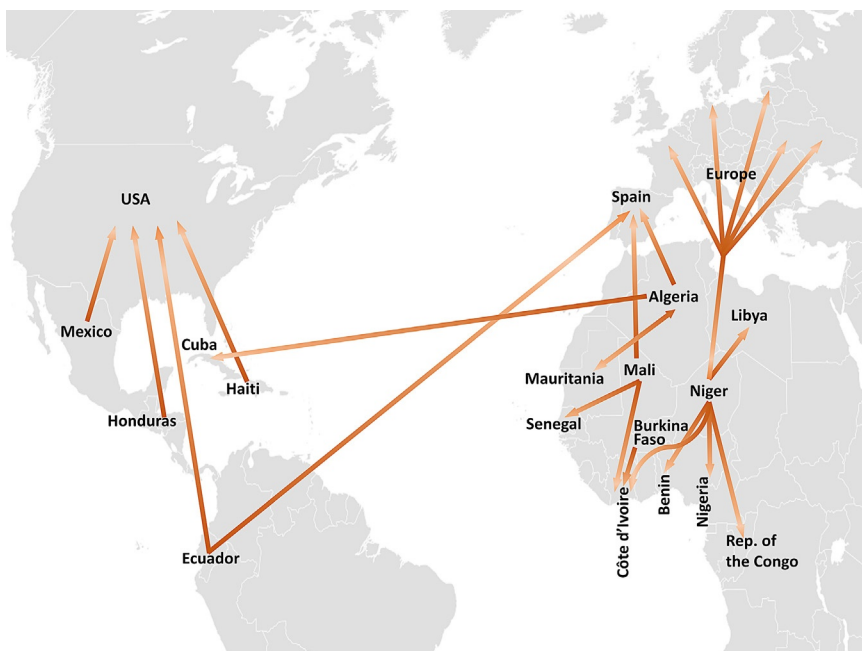 Europe
USA
Spain
Algeria
Libya
Mexico
Cuba
Mauritania
Mali
Haiti
Niger
Honduras
Senegal
Burkina
Faso
Côte d'Ivoire
Benin
Nigeria
Rep. of
the Congo
Ecuador